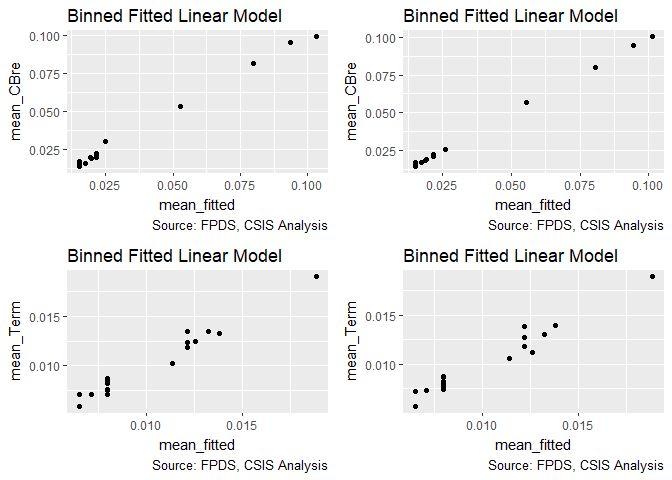 Binned Fitted Linear Model
mean_CBre
0.100
0.075
0.050
0.025
0.025 0.050 0.075 0.100
mean_fitted
Source: FPDS, CSIS Analysis
Binned Fitted Linear Model
mean_CBre
0.100
0.075
0.050
0.025
0.025 0.050 0.075 0.100
mean_fitted
Source: FPDS, CSIS Analysis
Binned Fitted Linear Model
mean_Term
0.015
0.010
0.010 0.015
mean_fitted
Source: FPDS, CSIS Analysis
Binned Fitted Linear Model
mean_Term
0.015
0.010
0.010 0.015
mean_fitted
Source: FPDS, CSIS Analysis